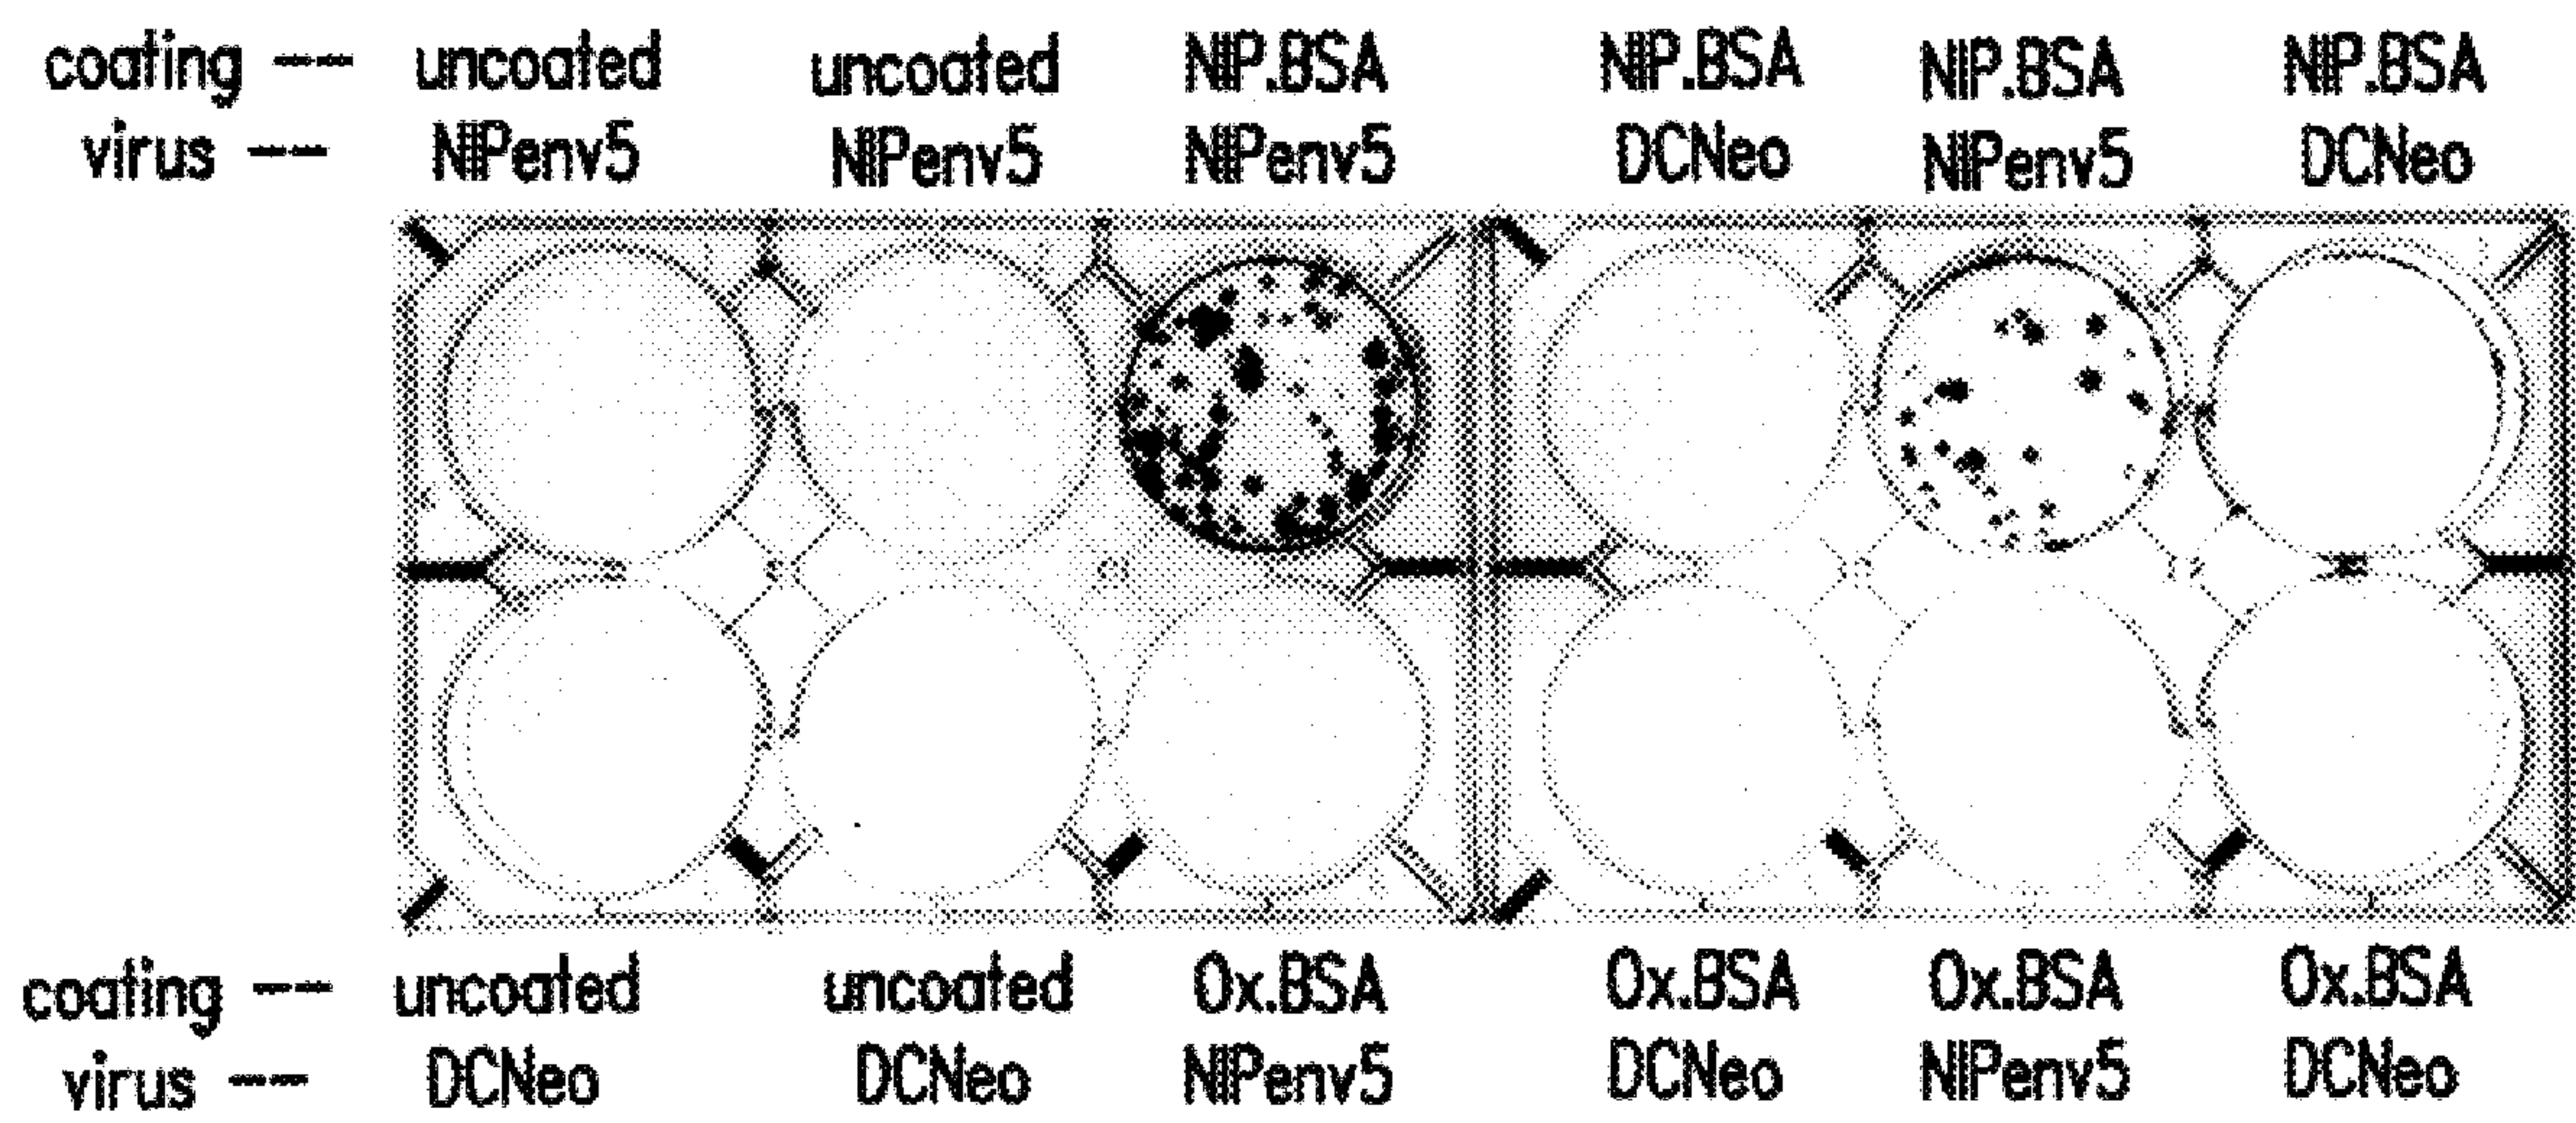 coating -- uncoated uncoated NIP.BSA NIP.BSA NIP.BSA NIP.BSA
virus -- NIPenv5 NIPenv5 NIPenv5 DCNeo NIPenv5 DCNeo
coating -- uncoated uncoated Ox.BSA Ox.BSA Ox.BSA Ox.BSA
virus -- DCNeo DCNeo NIPenv5 DCNeo NIPenv5 DCNeo